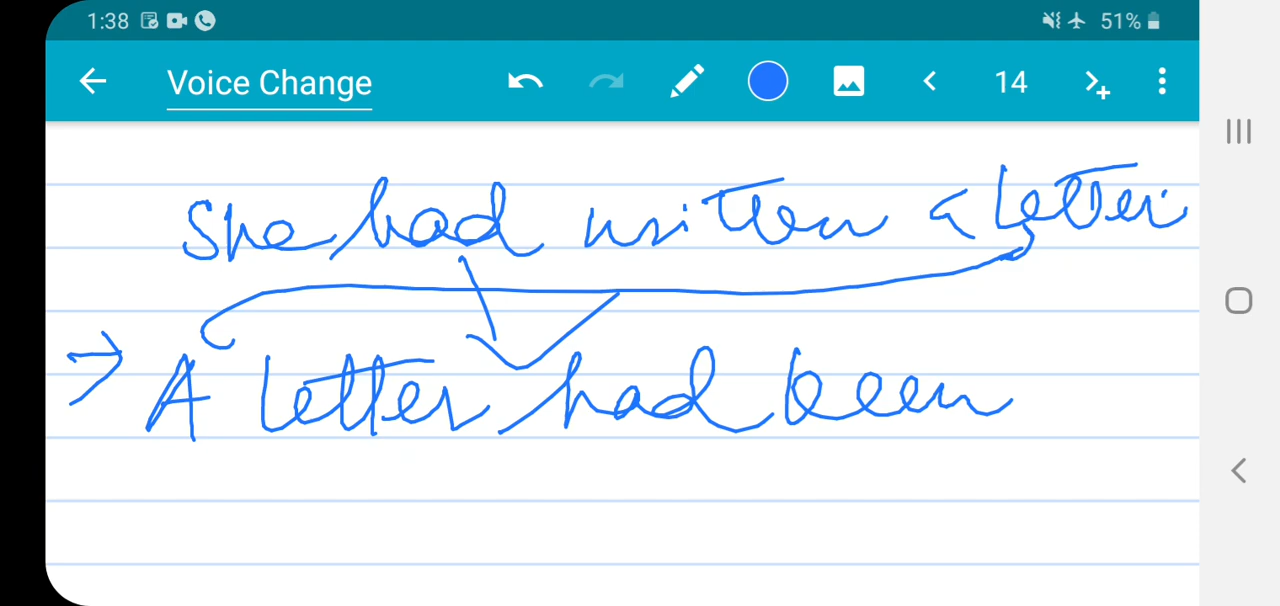 1:38 51%
Voice Change 14
She had written a letter
→ A letter had been